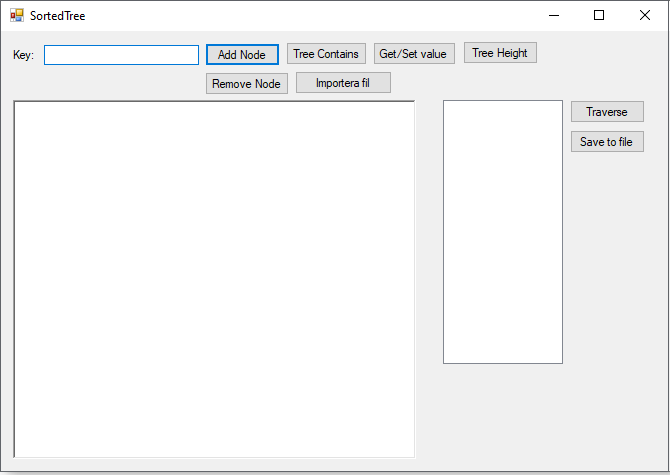 SortedTree
Key: Add Node Tree Contains Get/Set value Tree Height
Remove Node Importera fil
Traverse
Save to file